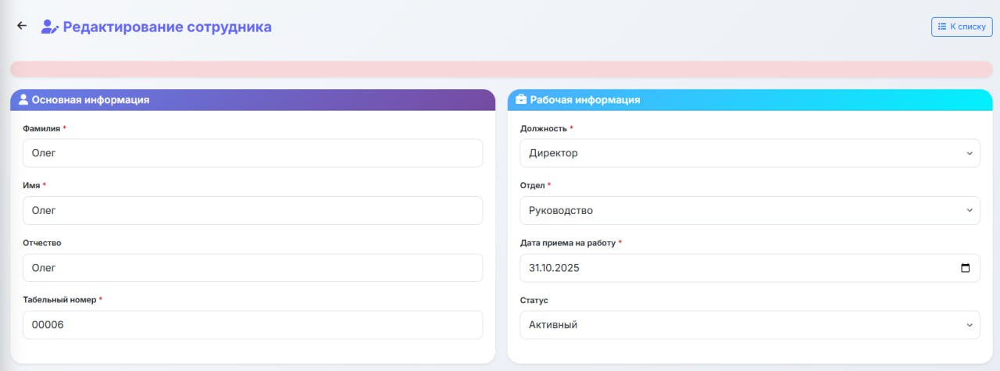 Редактирование сотрудника
К списку
Основная информация
Фамилия *
Олег
Имя *
Олег
Отчество
Олег
Табельный номер *
00006
Рабочая информация
Должность *
Директор
Отдел *
Руководство
Дата приема на работу *
31.10.2025
Статус
Активный